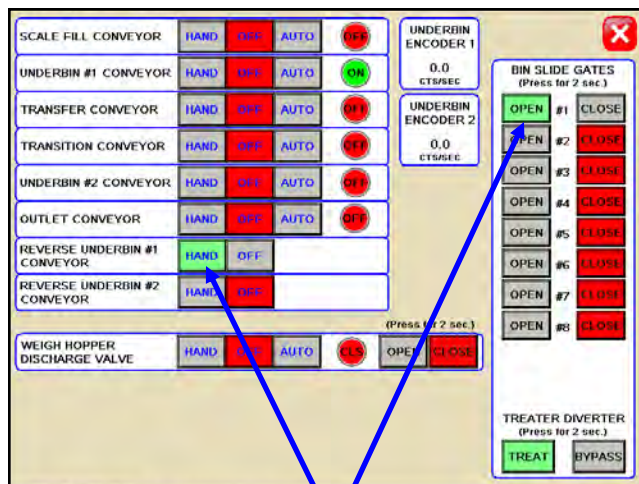 SCALE FILL CONVEYOR HAND OFF AUTO OFF
UNDERBIN #1 CONVEYOR HAND OFF AUTO ON
TRANSFER CONVEYOR HAND OFF AUTO OFF
TRANSITION CONVEYOR HAND OFF AUTO OFF
UNDERBIN #2 CONVEYOR HAND OFF AUTO OFF
OUTLET CONVEYOR HAND OFF AUTO OFF
REVERSE UNDERBIN #1
CONVEYOR HAND OFF
REVERSE UNDERBIN #2
CONVEYOR HAND OFF
(Press for 2 sec.)
WEIGH HOPPER
DISCHARGE VALVE HAND OFF AUTO CLS OPEN CLOSE
UNDERBIN
ENCODER 1
0.0
CTS/SEC
UNDERBIN
ENCODER 2
0.0
CTS/SEC
X
BIN SLIDE GATES
(Press for 2 sec.)
OPEN #1 CLOSE
OPEN #2 CLOSE
OPEN #3 CLOSE
OPEN #4 CLOSE
OPEN #5 CLOSE
OPEN #6 CLOSE
OPEN #7 CLOSE
OPEN #8 CLOSE
TREATER DIVERTER
(Press for 2 sec.)
TREAT BYPASS